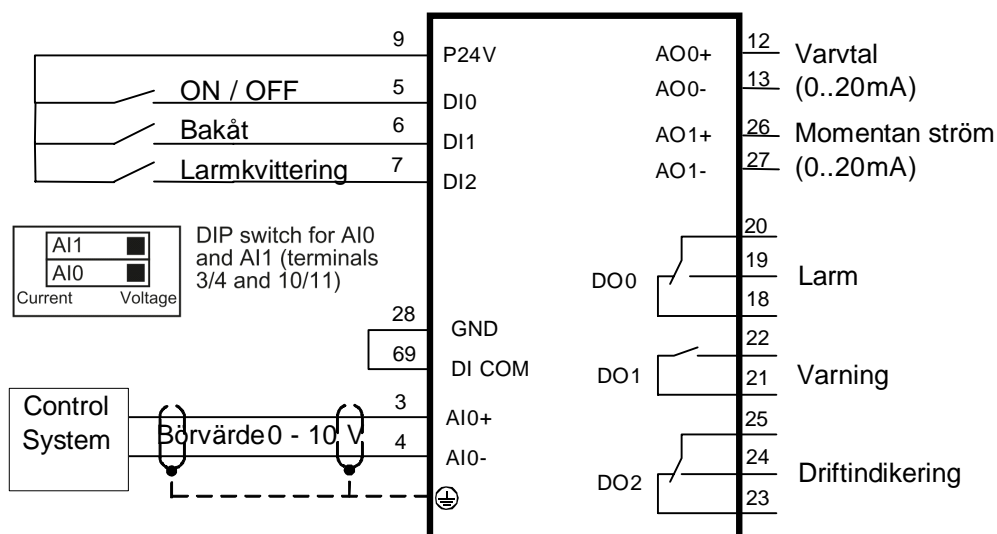 9
P24V
ON / OFF
5
DI0
Bakåt
6
DI1
Larmkvittering
7
DI2
AI1
AI0
Current
Voltage
DIP switch for AI0
and AI1 (terminals
3/4 and 10/11)
28
GND
69
DI COM
Control
System
3
AI0+
Börvärde 0 - 10 V
4
AI0-
AO0+
12
Varvtal
AO0-
13
(0..20mA)
AO1+
26
Momentan ström
AO1-
27
(0..20mA)
20
DO0
19
Larm
18
22
DO1
21
Varning
25
DO2
24
Driftindikering
23